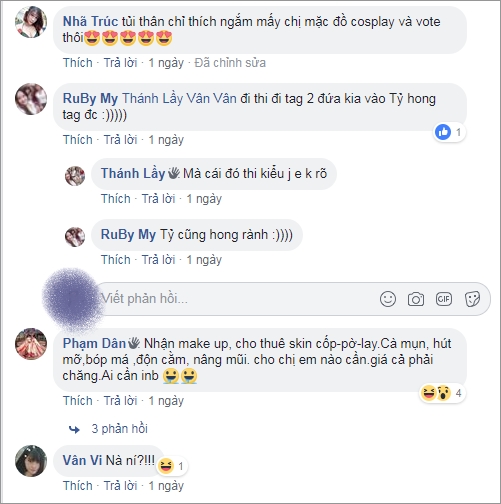 Nhã Trúc tủi thân chỉ thích ngắm mấy chị mặc đồ cosplay và vote
thôi😍😍😍😍😍
Thích · Trả lời · 1 ngày · Đã chỉnh sửa
RuBy My Thánh Lầy Vân Vân đi thi đi tag 2 đứa kia vào Tỷ hong
tag đc :)))))
1
Thích · Trả lời · 1 ngày
Thánh Lầy👋 Mà cái đó thi kiểu j e k rõ
Thích · Trả lời · 1 ngày
RuBy My Tỷ cũng hong rành :))))
Thích · Trả lời · 1 ngày
Viết phản hồi...
GIF
Phạm Dân👋 Nhận make up, cho thuê skin cốp-pờ-lay.Cà mụn, hút
mỡ,bóp má ,độn cằm, nâng mũi. cho chị em nào cần.giá cả phải
chăng.Ai cần inb 😭😭
😆😮 4
Thích · Trả lời · 1 ngày
3 phản hồi
Vân Vi Nà ní?!!!
😆 1
Thích · Trả lời · 1 ngày